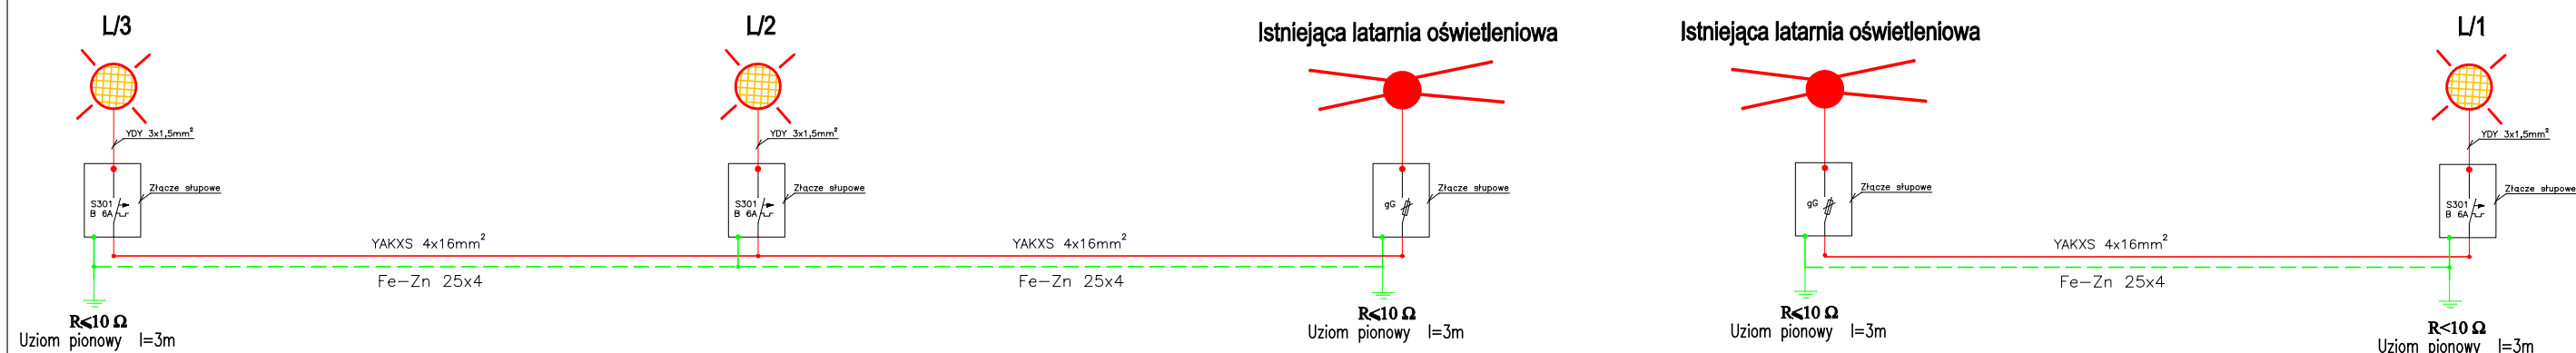 L/3
L/2
Istniejąca latarnia oświetleniowa
Istniejąca latarnia oświetleniowa
L/1
YDY 3x1,5mm²
YDY 3x1,5mm²
YDY 3x1,5mm²
Złącze słupowe
Złącze słupowe
Złącze słupowe
Złącze słupowe
Złącze słupowe
S301
B 6A
S301
B 6A
gG
gG
S301
B 6A
YAKXS 4x16mm²
YAKXS 4x16mm²
YAKXS 4x16mm²
Fe-Zn 25x4
Fe-Zn 25x4
Fe-Zn 25x4
R≤10 Ω
Uziom pionowy l=3m
R≤10 Ω
Uziom pionowy l=3m
R≤10 Ω
Uziom pionowy l=3m
R<10 Ω
Uziom pionowy l=3m